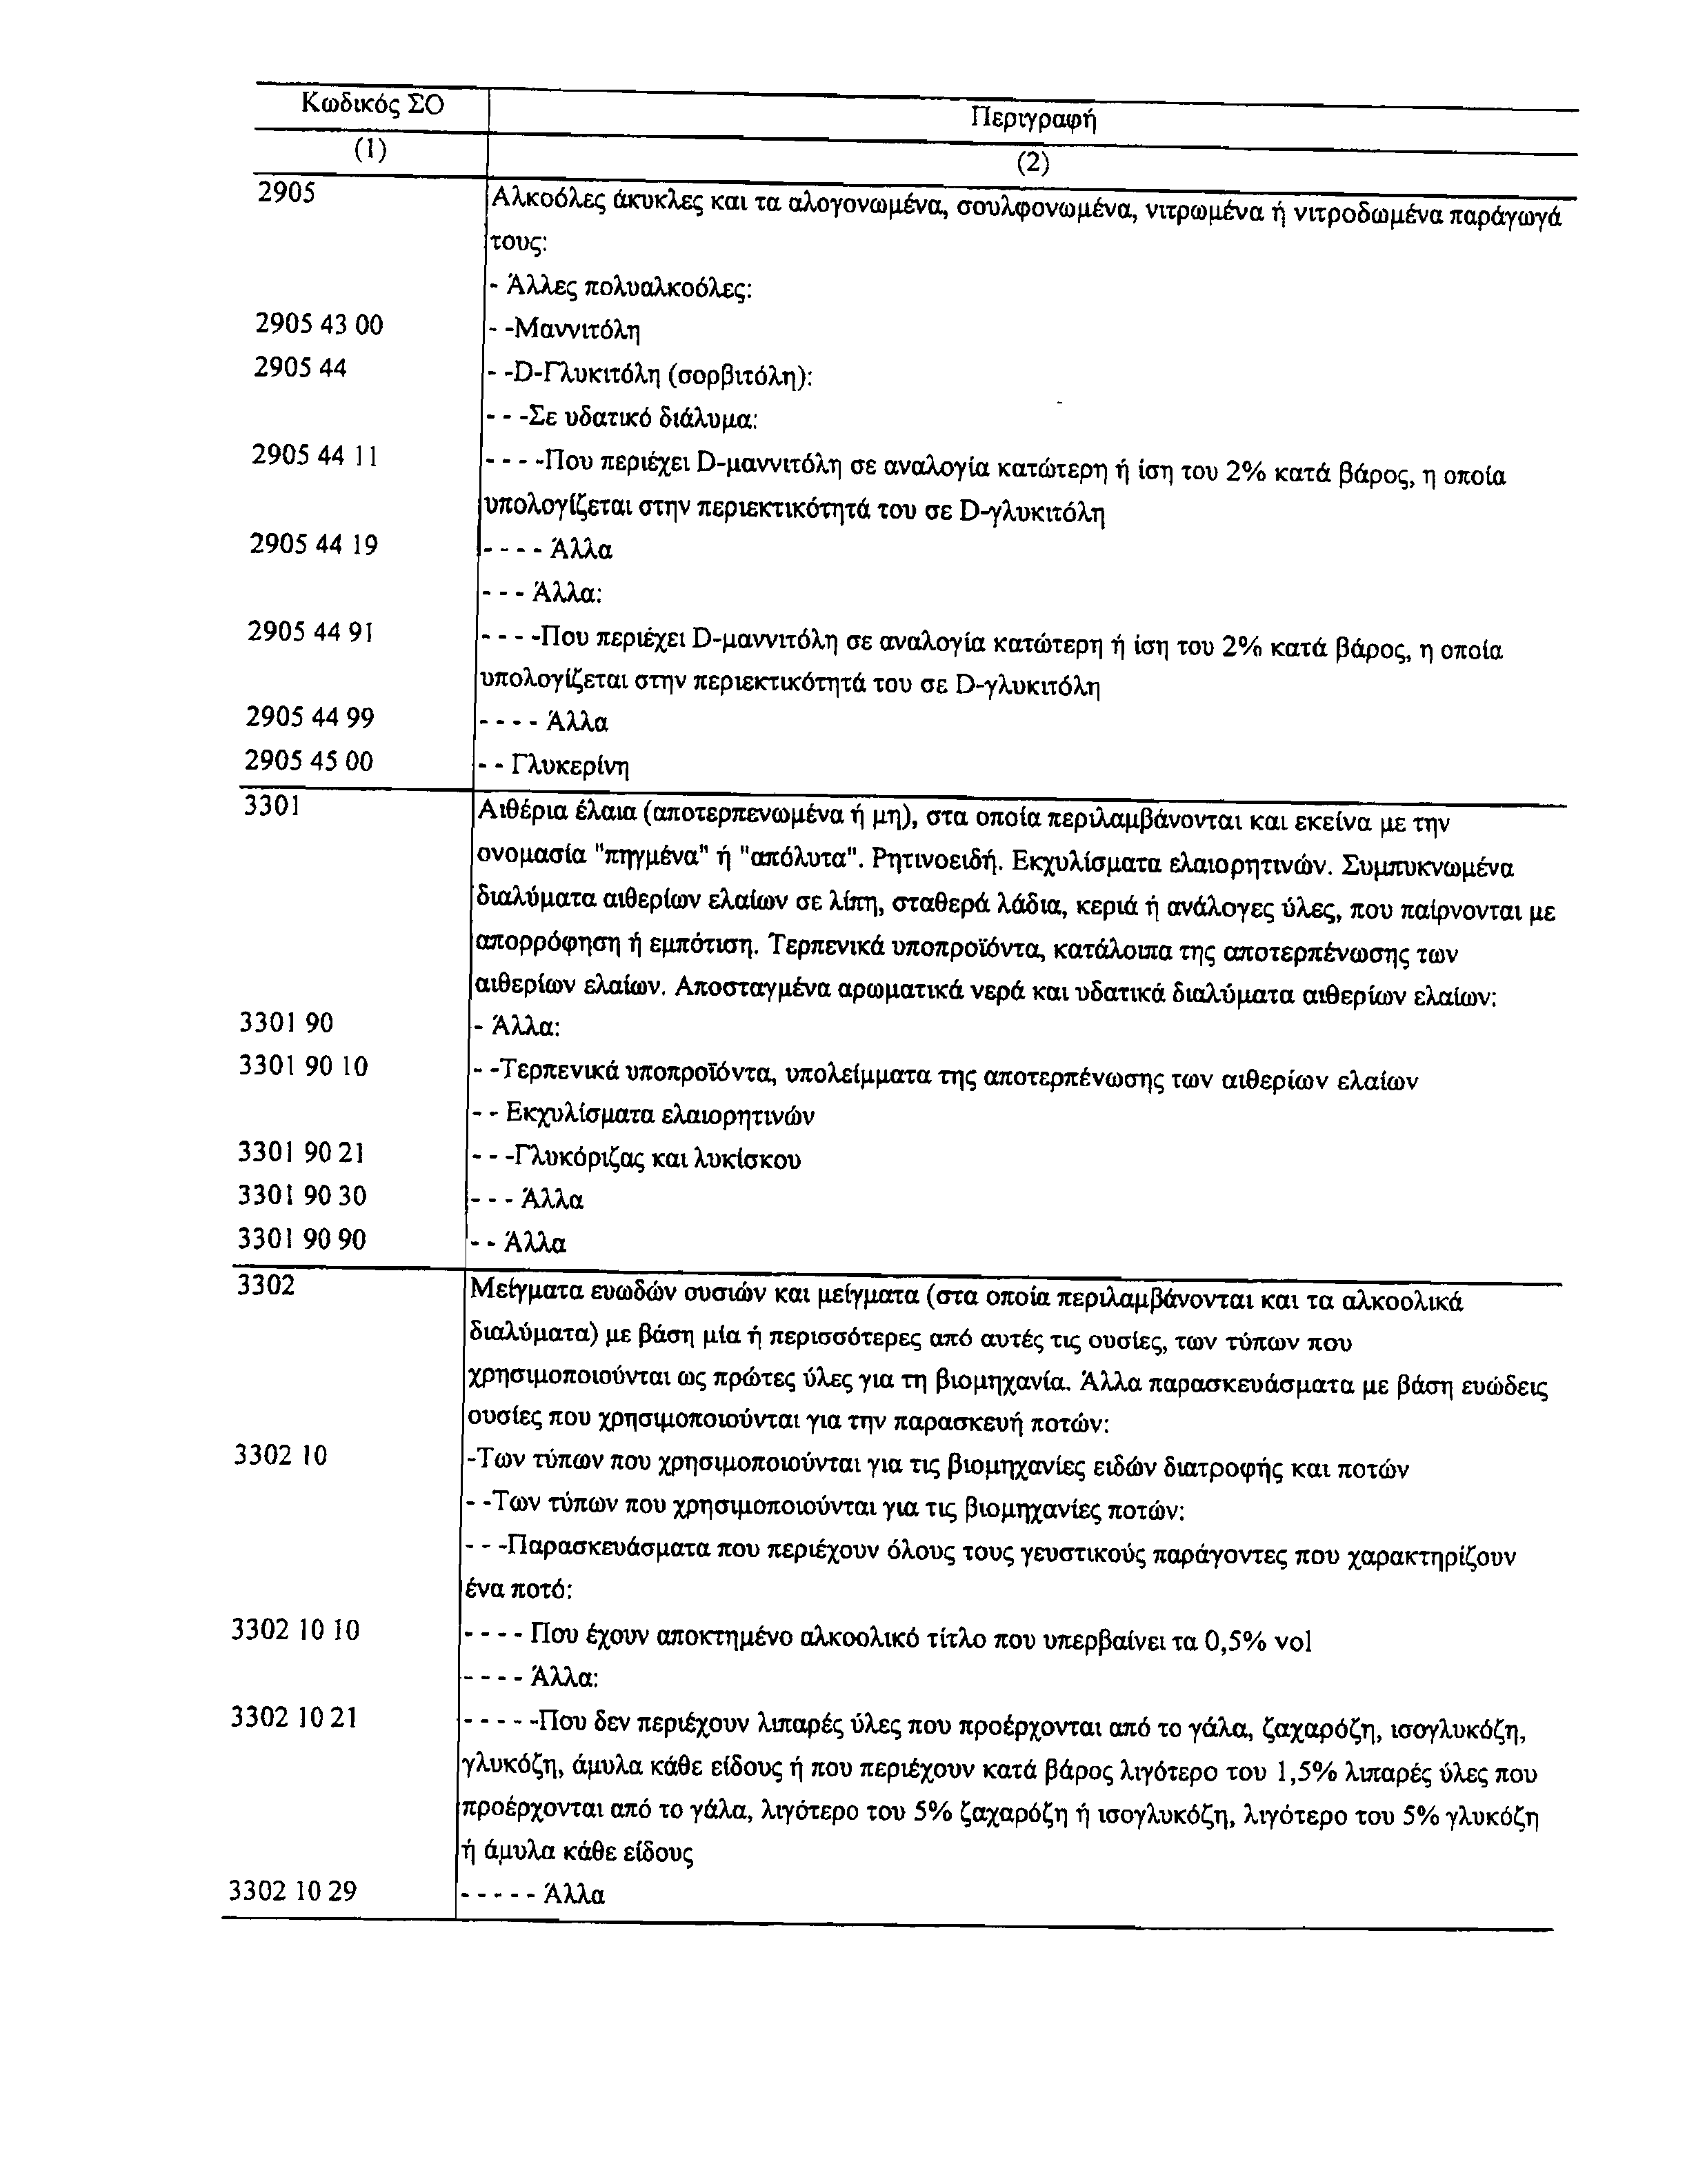 Κωδικός ΣΟ Περιγραφή
(1) (2)
2905 Αλκοόλες άκυκλες και τα αλογονωμένα, σουλφονωμένα, νιτρωμένα ή νιτροδωμένα παράγωγά
τους:
- Άλλες πολυαλκοόλες:
2905 43 00 - -Μαννιτόλη
2905 44 - -D-Γλυκιτόλη (σορβιτόλη):
- - -Σε υδατικό διάλυμα:
2905 44 11 - - - -Που περιέχει D-μαννιτόλη σε αναλογία κατώτερη ή ίση του 2% κατά βάρος, η οποία
υπολογίζεται στην περιεκτικότητά του σε D-γλυκιτόλη
2905 44 19 - - - - Άλλα
- - - Άλλα:
2905 44 91 - - - -Που περιέχει D-μαννιτόλη σε αναλογία κατώτερη ή ίση του 2% κατά βάρος, η οποία
υπολογίζεται στην περιεκτικότητά του σε D-γλυκιτόλη
2905 44 99 - - - - Άλλα
2905 45 00 - - Γλυκερίνη
3301 Αιθέρια έλαια (αποτερπενωμένα ή μη), στα οποία περιλαμβάνονται και εκείνα με την
ονομασία "πηγμένα" ή "απόλυτα". Ρητινοειδή. Εκχυλίσματα ελαιορητινών. Συμπυκνωμένα
διαλύματα αιθερίων ελαίων σε λίπη, σταθερά λάδια, κεριά ή ανάλογες ύλες, που παίρνονται με
απορρόφηση ή εμπότιση. Τερπενικά υποπροϊόντα, κατάλοιπα της αποτερπένωσης των
αιθερίων ελαίων. Αποσταγμένα αρωματικά νερά και υδατικά διαλύματα αιθερίων ελαίων:
3301 90 - Άλλα:
3301 90 10 - -Τερπενικά υποπροϊόντα, υπολείμματα της αποτερπένωσης των αιθερίων ελαίων
- - Εκχυλίσματα ελαιορητινών
3301 90 21 - - -Γλυκόριζας και λυκίσκου
3301 90 30 - - - Άλλα
3301 90 90 - - Άλλα
3302 Μείγματα ευωδών ουσιών και μείγματα (στα οποία περιλαμβάνονται και τα αλκοολικά
διαλύματα) με βάση μία ή περισσότερες από αυτές τις ουσίες, των τύπων που
χρησιμοποιούνται ως πρώτες ύλες για τη βιομηχανία. Άλλα παρασκευάσματα με βάση ευώδεις
ουσίες που χρησιμοποιούνται για την παρασκευή ποτών:
3302 10 -Των τύπων που χρησιμοποιούνται για τις βιομηχανίες ειδών διατροφής και ποτών
- -Των τύπων που χρησιμοποιούνται για τις βιομηχανίες ποτών:
- - -Παρασκευάσματα που περιέχουν όλους τους γευστικούς παράγοντες που χαρακτηρίζουν
ένα ποτό:
3302 10 10 - - - - Που έχουν αποκτημένο αλκοολικό τίτλο που υπερβαίνει τα 0,5% vol
- - - - Άλλα:
3302 10 21 - - - - -Που δεν περιέχουν λιπαρές ύλες που προέρχονται από το γάλα, ζαχαρόζη, ισογλυκόζη,
γλυκόζη, άμυλα κάθε είδους ή που περιέχουν κατά βάρος λιγότερο του 1,5% λιπαρές ύλες που
προέρχονται από το γάλα, λιγότερο του 5% ζαχαρόζη ή ισογλυκόζη, λιγότερο του 5% γλυκόζη
ή άμυλα κάθε είδους
3302 10 29 - - - - - Άλλα